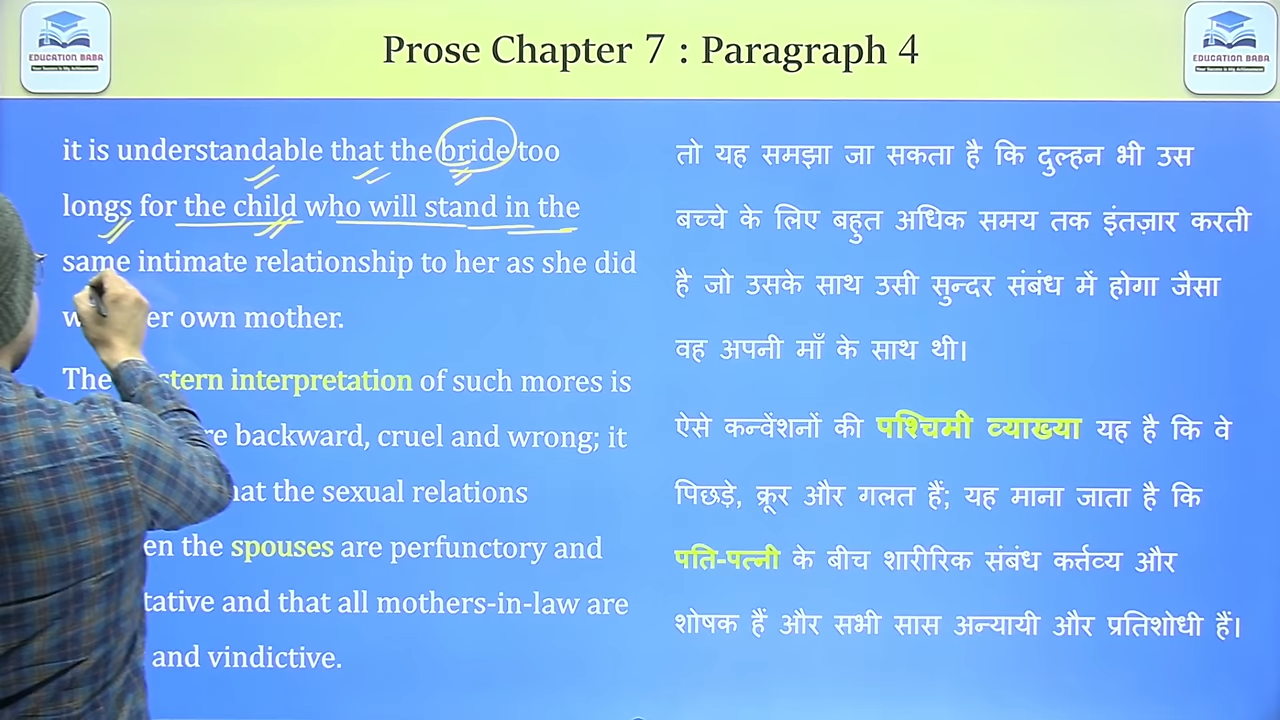 EDUCATION BABA
Prose Chapter 7 : Paragraph 4
EDUCATION BABA
it is understandable that the bride too
longs for the child who will stand in the
same intimate relationship to her as she did
er own mother.
The stern interpretation of such mores is
re backward, cruel and wrong; it
hat the sexual relations
en the spouses are perfunctory and
tative and that all mothers-in-law are
and vindictive.
तो यह समझा जा सकता है कि दुल्हन भी उस
बच्चे के लिए बहुत अधिक समय तक इंतज़ार करती
है जो उसके साथ उसी सुन्दर संबंध में होगा जैसा
वह अपनी माँ के साथ थी।
ऐसे कन्वेंशनों की पश्चिमी व्याख्या यह है कि वे
पिछड़े, क्रूर और गलत हैं; यह माना जाता है कि
पति-पत्नी के बीच शारीरिक संबंध कर्त्तव्य और
शोषक हैं और सभी सास अन्यायी और प्रतिशोधी हैं।